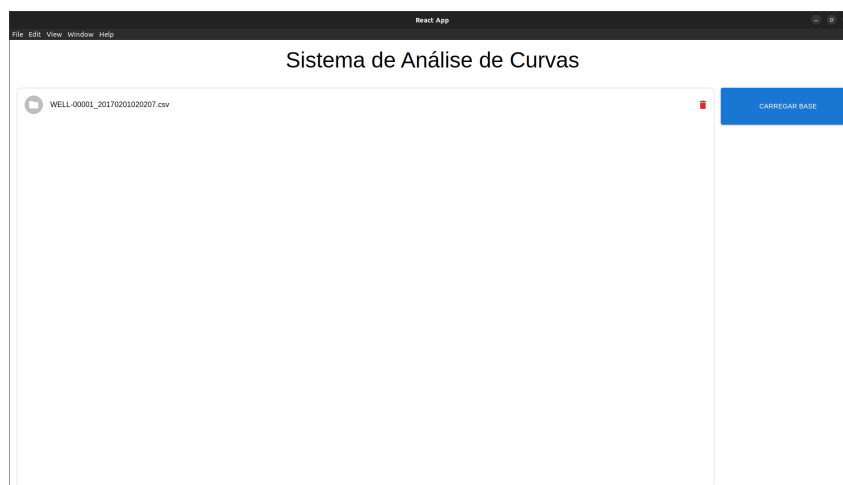 React App
File Edit View Window Help
Sistema de Análise de Curvas
WELL-00001_20170201020207.csv
CARREGAR BASE